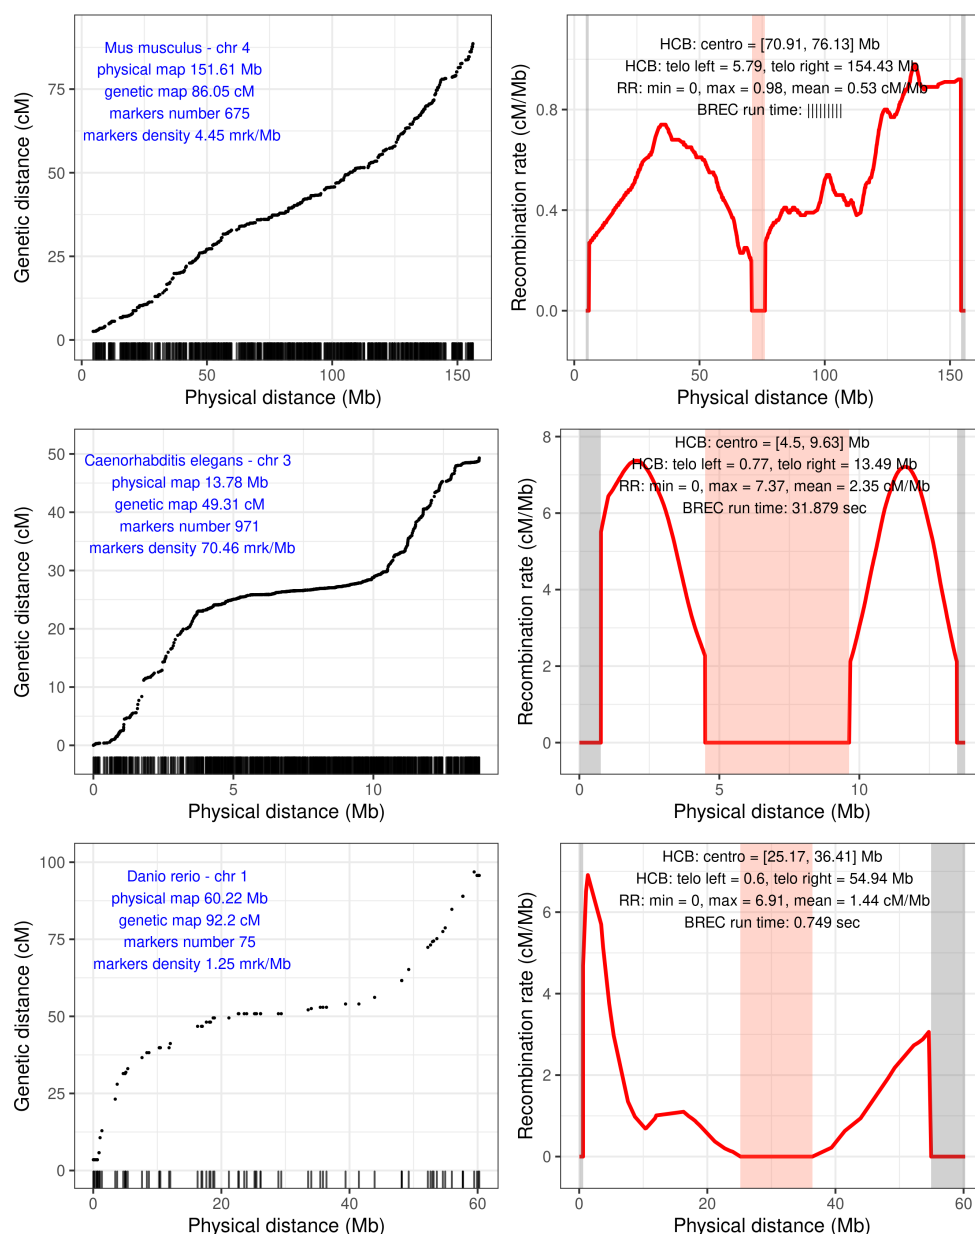 Mus musculus - chr 4
physical map 151.61 Mb
genetic map 86.05 cM
markers number 675
markers density 4.45 mrk/Mb
Genetic distance (cM)
75
50
25
0
0 50 100 150
Physical distance (Mb)
HCB: centro = [70.91, 76.13] Mb
HCB: telo left = 5.79, telo right = 154.43 Mb
RR: min = 0, max = 0.98, mean = 0.53 cM/Mb
BREC run time: |||||||||
Recombination rate (cM/Mb)
0.8
0.4
0.0
0 50 100 150
Physical distance (Mb)
Caenorhabditis elegans - chr 3
physical map 13.78 Mb
genetic map 49.31 cM
markers number 971
markers density 70.46 mrk/Mb
Genetic distance (cM)
50
40
30
20
10
0
0 5 10
Physical distance (Mb)
HCB: centro = [4.5, 9.63] Mb
HCB: telo left = 0.77, telo right = 13.49 Mb
RR: min = 0, max = 7.37, mean = 2.35 cM/Mb
BREC run time: 31.879 sec
Recombination rate (cM/Mb)
8
6
4
2
0
0 5 10
Physical distance (Mb)
Danio rerio - chr 1
physical map 60.22 Mb
genetic map 92.2 cM
markers number 75
markers density 1.25 mrk/Mb
Genetic distance (cM)
100
75
50
25
0
0 20 40 60
Physical distance (Mb)
HCB: centro = [25.17, 36.41] Mb
HCB: telo left = 0.6, telo right = 54.94 Mb
RR: min = 0, max = 6.91, mean = 1.44 cM/Mb
BREC run time: 0.749 sec
Recombination rate (cM/Mb)
6
4
2
0
0 20 40 60
Physical distance (Mb)